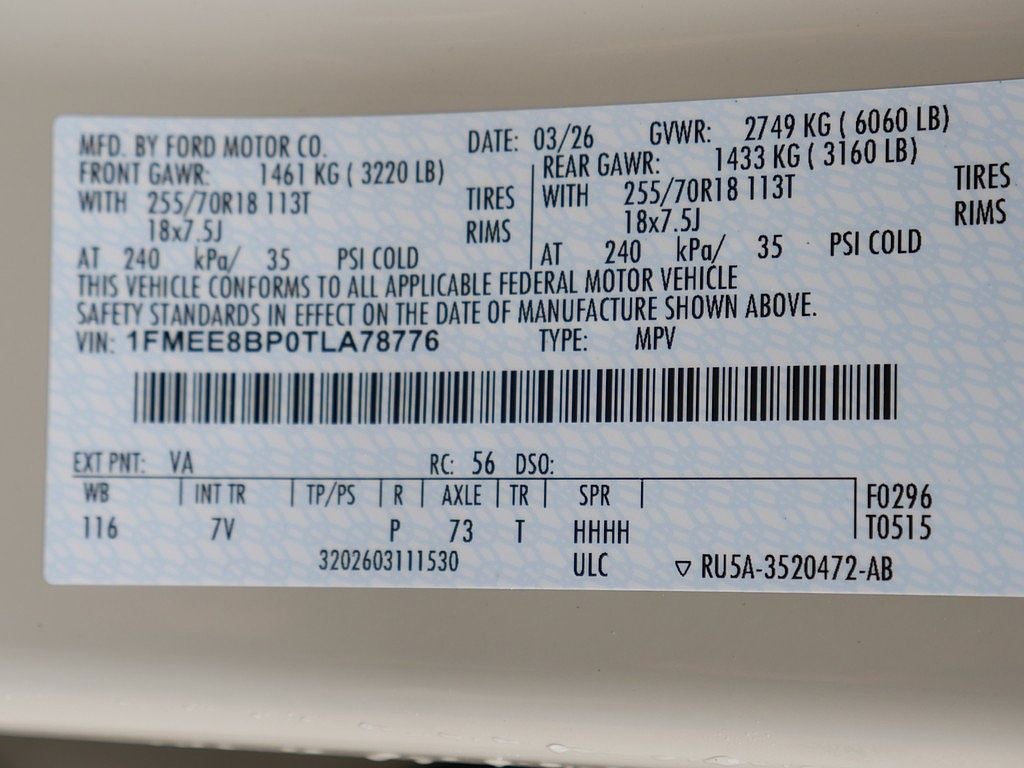 MFD. BY FORD MOTOR CO. DATE: 03/26 GVWR: 2749 KG ( 6060 LB)
FRONT GAWR: 1461 KG ( 3220 LB) REAR GAWR: 1433 KG ( 3160 LB)
WITH 255/70R18 113T TIRES WITH 255/70R18 113T TIRES
18x7.5J RIMS 18x7.5J RIMS
AT 240 kPa/ 35 PSI COLD AT 240 kPa/ 35 PSI COLD
THIS VEHICLE CONFORMS TO ALL APPLICABLE FEDERAL MOTOR VEHICLE
SAFETY STANDARDS IN EFFECT ON THE DATE OF MANUFACTURE SHOWN ABOVE.
VIN: 1FMEE8BP0TLA78776 TYPE: MPV
EXT PNT: VA RC: 56 DSO:
WB INT TR TP/PS R AXLE TR SPR F0296
116 7V P 73 T HHHH T0515
3202603111530 ULC ▽ RU5A-3520472-AB